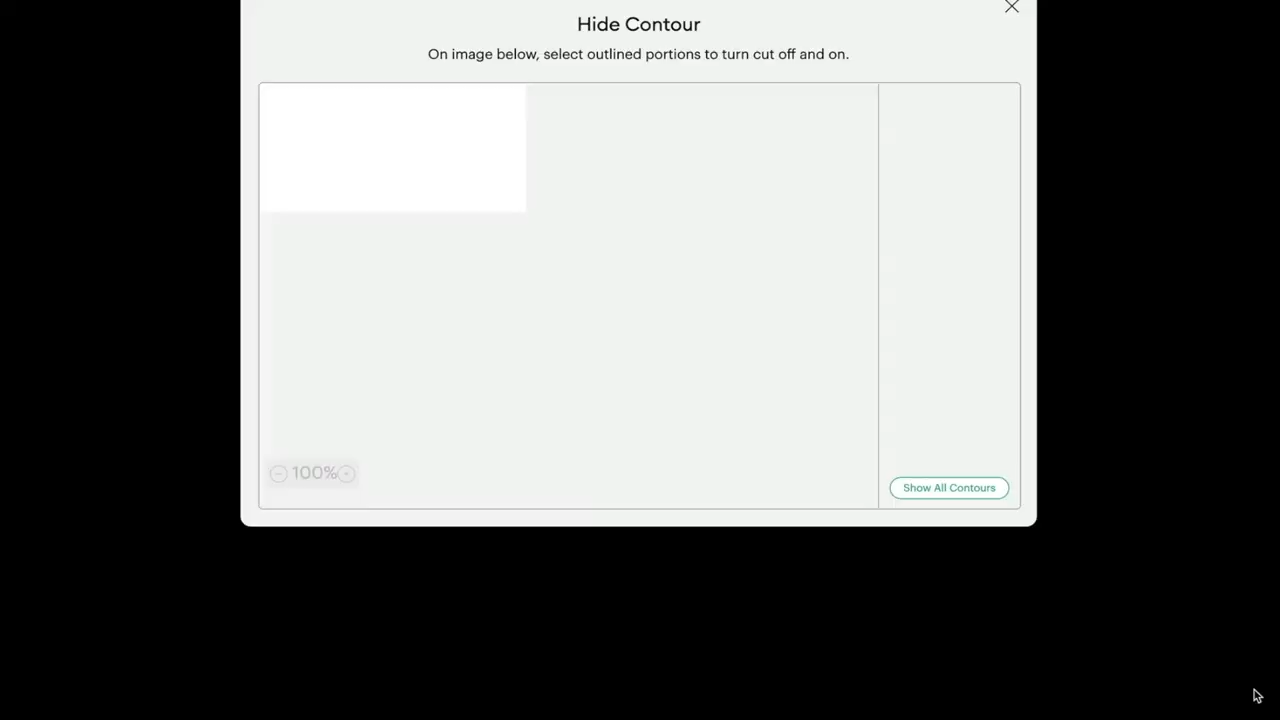 Hide Contour
On image below, select outlined portions to turn cut off and on.
100%
Show All Contours